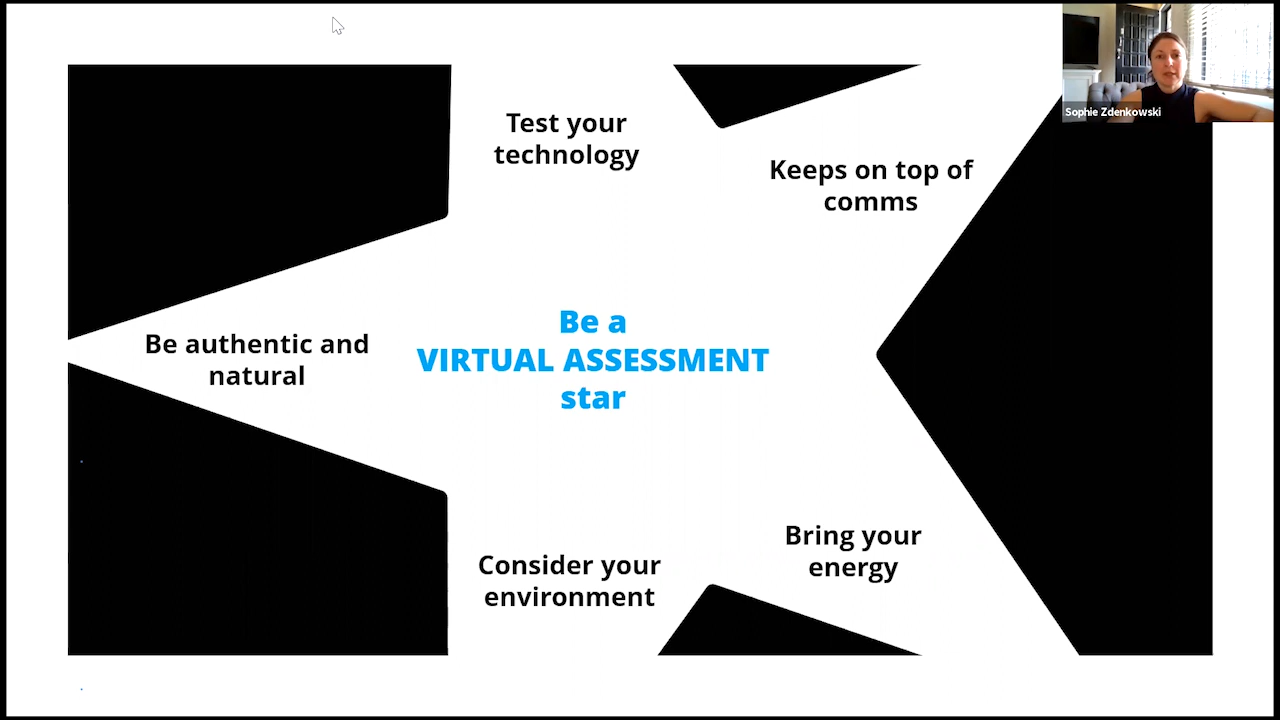 Sophie Zdenkowski
Test your
technology
Keeps on top of
comms
Be authentic and
natural
Be a
VIRTUAL ASSESSMENT
star
Consider your
environment
Bring your
energy